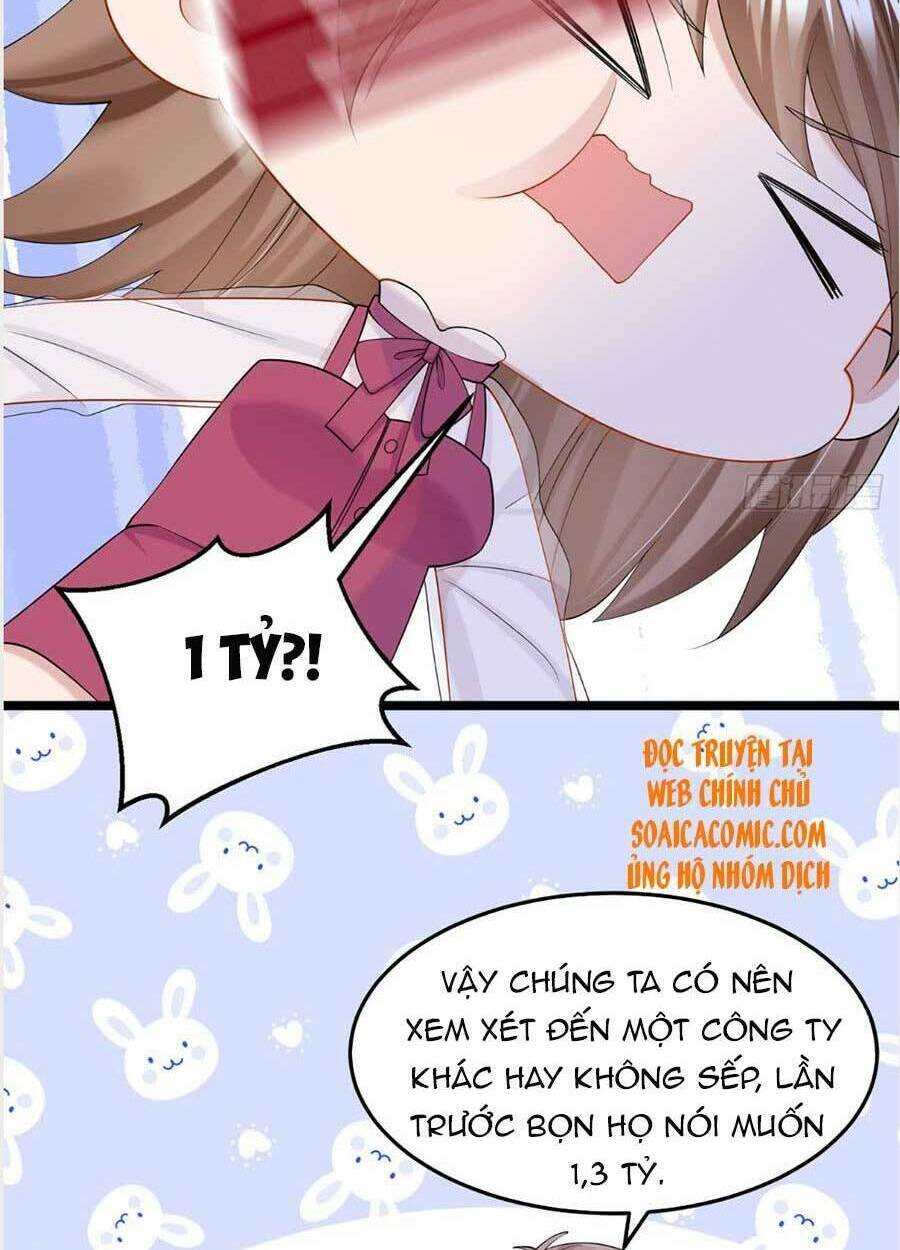 1 TỶ?!
ĐỌC TRUYỆN TẠI
WEB CHÍNH CHỦ
SOAICACOMIC.COM
ỦNG HỘ NHÓM DỊCH
VẬY CHÚNG TA CÓ NÊN
XEM XÉT ĐẾN MỘT CÔNG TY
KHÁC HAY KHÔNG SẾP, LẦN
TRƯỚC BỌN HỌ NÓI MUỐN
1,3 TỶ.